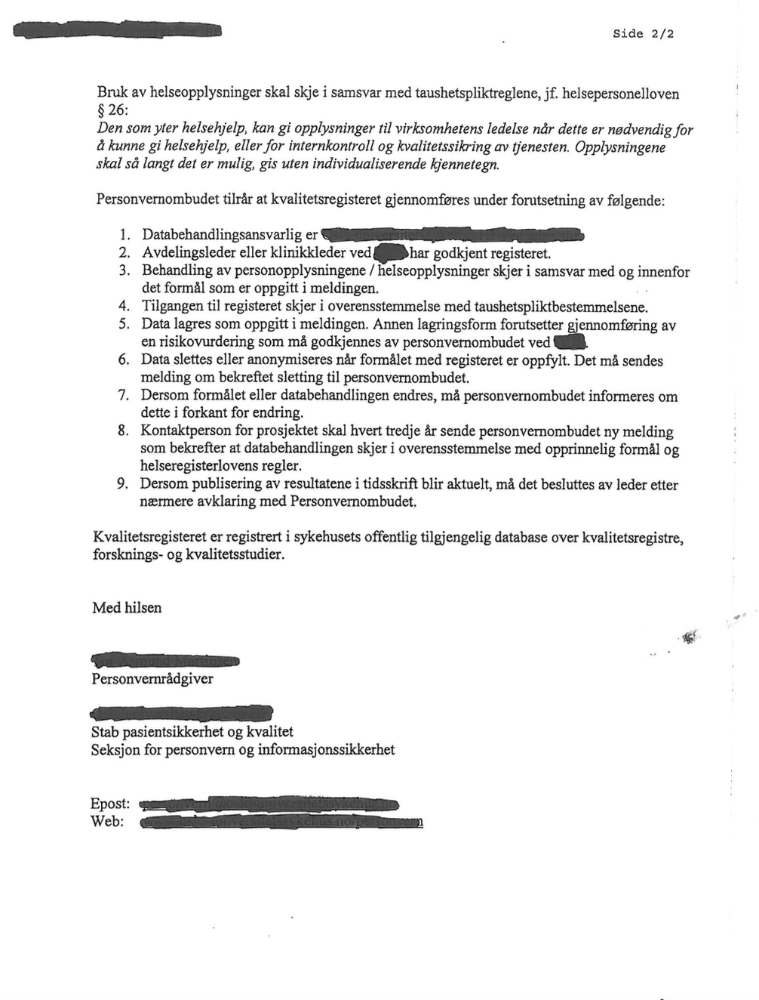 Side 2/2
Bruk av helseopplysninger skal skje i samsvar med taushetspliktreglene, jf. helsepersonelloven
§ 26:
Den som yter helsehjelp, kan gi opplysninger til virksomhetens ledelse når dette er nødvendig for
å kunne gi helsehjelp, eller for internkontroll og kvalitetssikring av tjenesten. Opplysningene
skal så langt det er mulig, gis uten individualiserende kjennetegn.
Personvernombudet tilrår at kvalitetsregisteret gjennomføres under forutsetning av følgende:
1. Databehandlingsansvarlig er
2. Avdelingsleder eller klinikkleder ved har godkjent registeret.
3. Behandling av personopplysningene / helseopplysninger skjer i samsvar med og innenfor
det formål som er oppgitt i meldingen.
4. Tilgangen til registeret skjer i overensstemmelse med taushetspliktbestemmelsene.
5. Data lagres som oppgitt i meldingen. Annen lagringsform forutsetter gjennomføring av
en risikovurdering som må godkjennes av personvernombudet ved .
6. Data slettes eller anonymiseres når formålet med registeret er oppfylt. Det må sendes
melding om bekreftet sletting til personvernombudet.
7. Dersom formålet eller databehandlingen endres, må personvernombudet informeres om
dette i forkant for endring.
8. Kontaktperson for prosjektet skal hvert tredje år sende personvernombudet ny melding
som bekrefter at databehandlingen skjer i overensstemmelse med opprinnelig formål og
helseregisterlovens regler.
9. Dersom publisering av resultatene i tidsskrift blir aktuelt, må det besluttes av leder etter
nærmere avklaring med Personvernombudet.
Kvalitetsregisteret er registrert i sykehusets offentlig tilgjengelig database over kvalitetsregistre,
forsknings- og kvalitetsstudier.
Med hilsen
Personvernrådgiver
Stab pasientsikkerhet og kvalitet
Seksjon for personvern og informasjonssikkerhet
Epost:
Web: